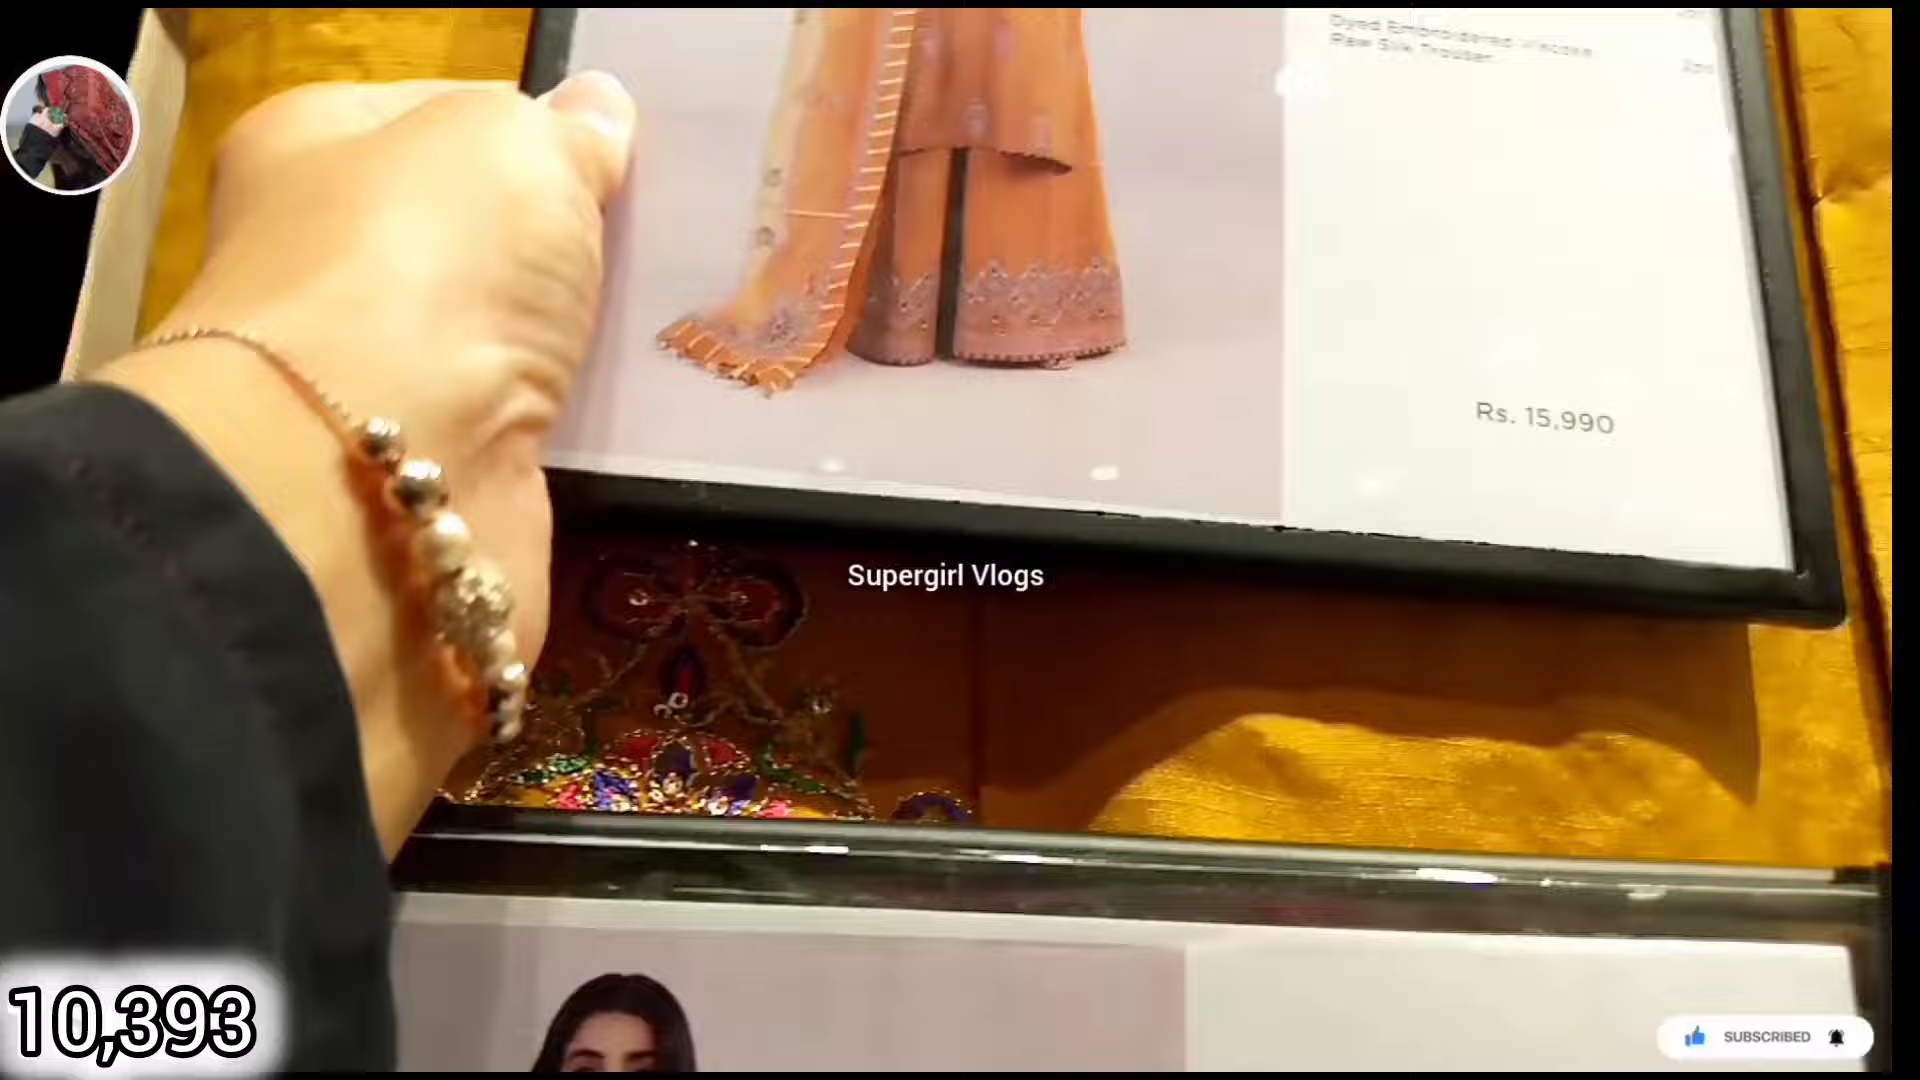 Dyed Embroidered Viscose
Raw Silk Trouser
Rs. 15,990
Supergirl Vlogs
10,393
SUBSCRIBED